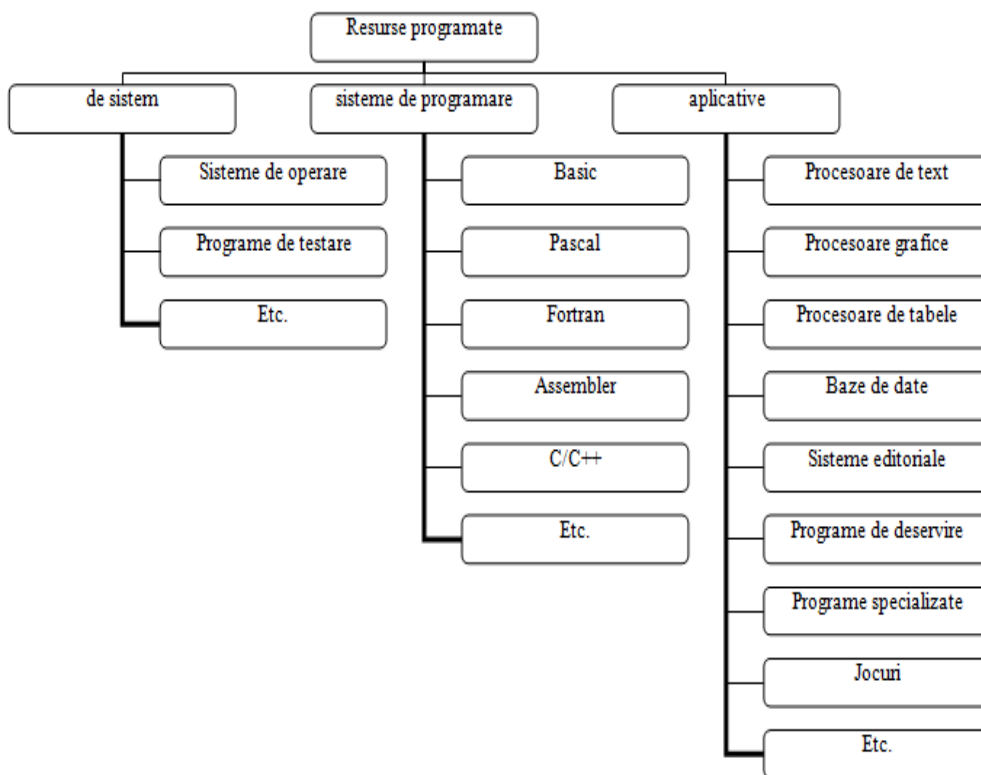 Resurse programate
de sistem
sisteme de programare
aplicative
Sisteme de operare
Programe de testare
Etc.
Basic
Pascal
Fortran
Assembler
C/C++
Etc.
Procesoare de text
Procesoare grafice
Procesoare de tabele
Baze de date
Sisteme editoriale
Programe de deservire
Programe specializate
Jocuri
Etc.